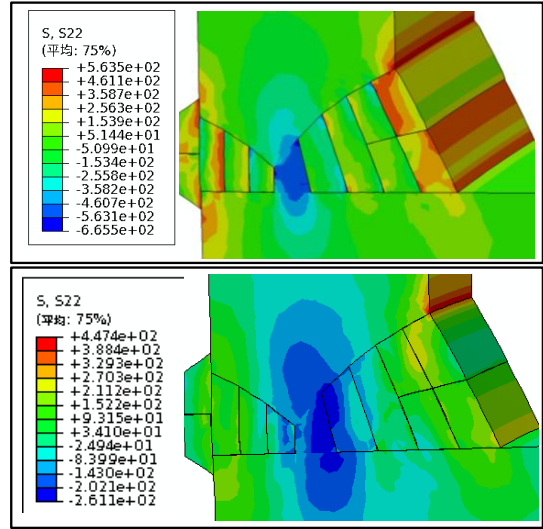 S, S22
(平均: 75%)
+5.635e+02
+4.611e+02
+3.587e+02
+2.563e+02
+1.539e+02
+5.144e+01
-5.099e+01
-1.534e+02
-2.558e+02
-3.582e+02
-4.607e+02
-5.631e+02
-6.655e+02
S, S22
(平均: 75%)
+4.474e+02
+3.884e+02
+3.293e+02
+2.703e+02
+2.112e+02
+1.522e+02
+9.315e+01
+3.410e+01
-2.494e+01
-8.399e+01
-1.430e+02
-2.021e+02
-2.611e+02